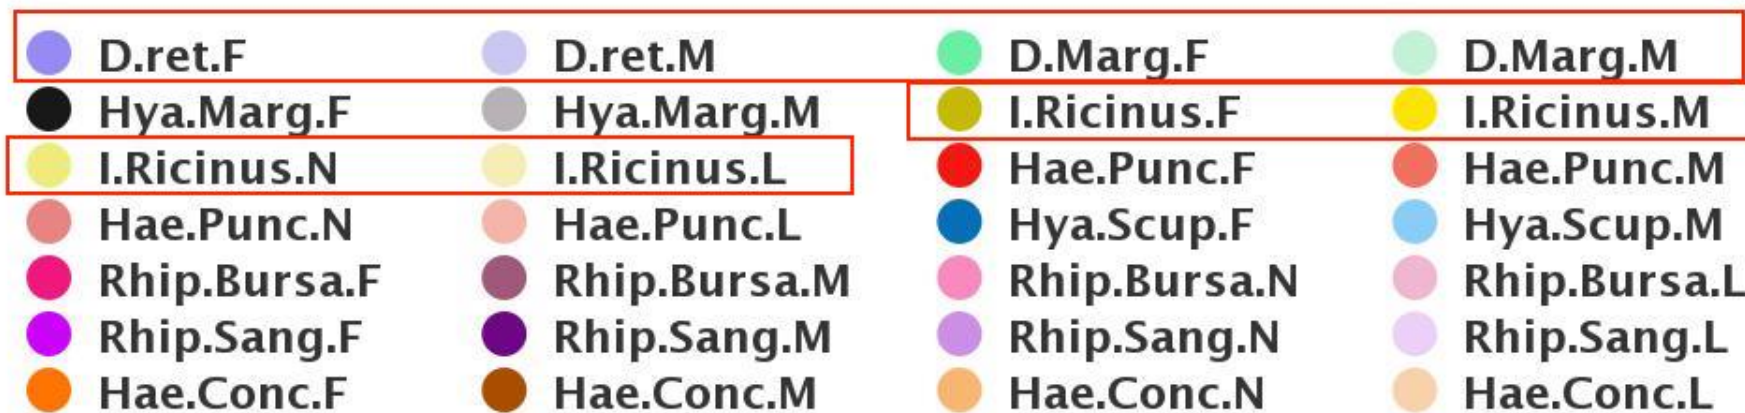 D.ret.F D.ret.M D.Marg.F D.Marg.M
Hya.Marg.F Hya.Marg.M I.Ricinus.F I.Ricinus.M
I.Ricinus.N I.Ricinus.L Hae.Punc.F Hae.Punc.M
Hae.Punc.N Hae.Punc.L Hya.Scup.F Hya.Scup.M
Rhip.Bursa.F Rhip.Bursa.M Rhip.Bursa.N Rhip.Bursa.L
Rhip.Sang.F Rhip.Sang.M Rhip.Sang.N Rhip.Sang.L
Hae.Conc.F Hae.Conc.M Hae.Conc.N Hae.Conc.L